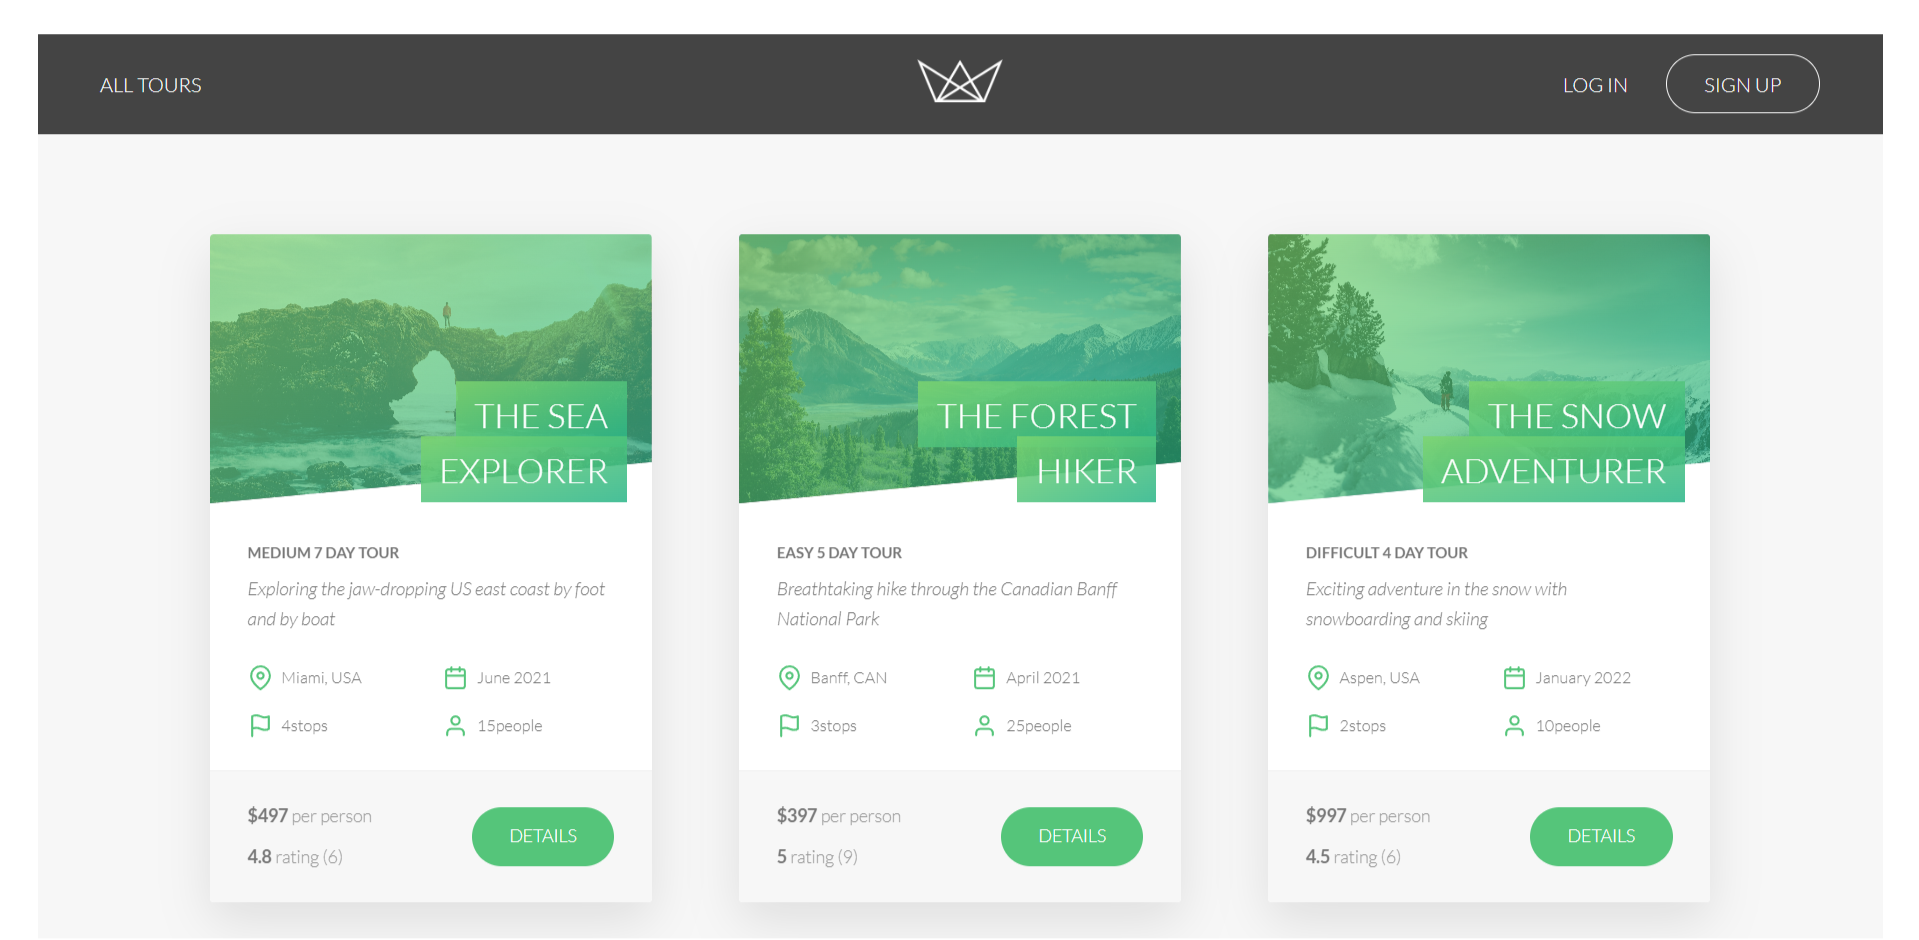 ALL TOURS
LOG IN
SIGN UP
THE SEA
EXPLORER
MEDIUM 7 DAY TOUR
Exploring the jaw-dropping US east coast by foot
and by boat
Miami, USA
June 2021
4stops
15people
$497 per person
4.8 rating (6)
DETAILS
THE FOREST
HIKER
EASY 5 DAY TOUR
Breathtaking hike through the Canadian Banff
National Park
Banff, CAN
April 2021
3stops
25people
$397 per person
5 rating (9)
DETAILS
THE SNOW
ADVENTURER
DIFFICULT 4 DAY TOUR
Exciting adventure in the snow with
snowboarding and skiing
Aspen, USA
January 2022
2stops
10people
$997 per person
4.5 rating (6)
DETAILS